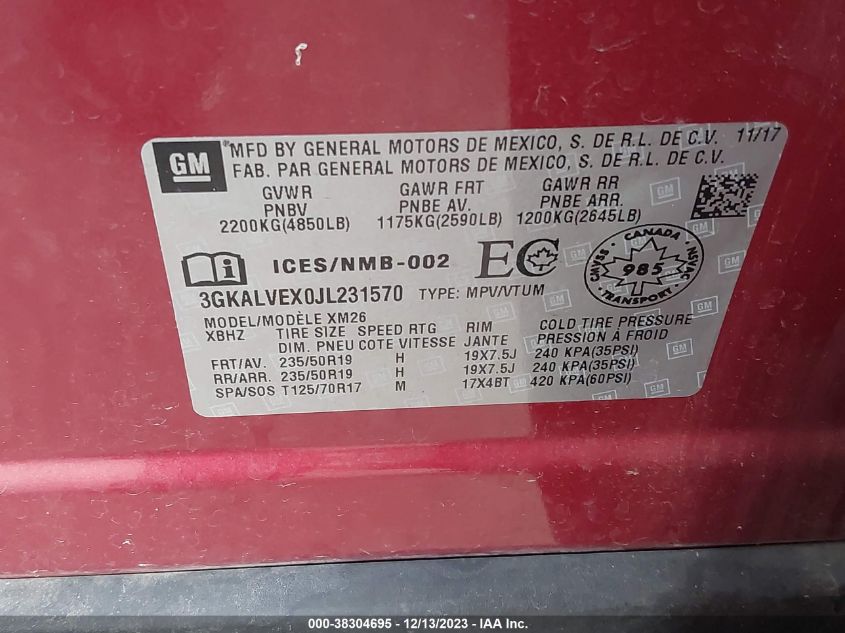 GM ®MFD BY GENERAL MOTORS DE MEXICO, S. DE R.L. DE C.V. 11/17
FAB. PAR GENERAL MOTORS DE MEXICO, S. DE R.L. DE C.V.
GVWR GAWR FRT GAWR RR
PNBV PNBE AV. PNBE ARR.
2200KG(4850LB) 1175KG(2590LB) 1200KG(2645LB)
ICES/NMB-002 EC
CANADA
BSVAC NSVAC
985
TRANSPORT
3GKALVEX0JL231570 TYPE: MPV/VTUM
MODEL/MODÈLE XM26
XBHZ TIRE SIZE SPEED RTG RIM COLD TIRE PRESSURE
DIM. PNEU COTE VITESSE JANTE PRESSION À FROID
FRT/AV. 235/50R19 H 19X7.5J 240 KPA(35PSI)
RR/ARR. 235/50R19 H 19X7.5J 240 KPA(35PSI)
SPA/SOS T125/70R17 M 17X4BT 420 KPA(60PSI)
000-38304695 - 12/13/2023 - IAA Inc.